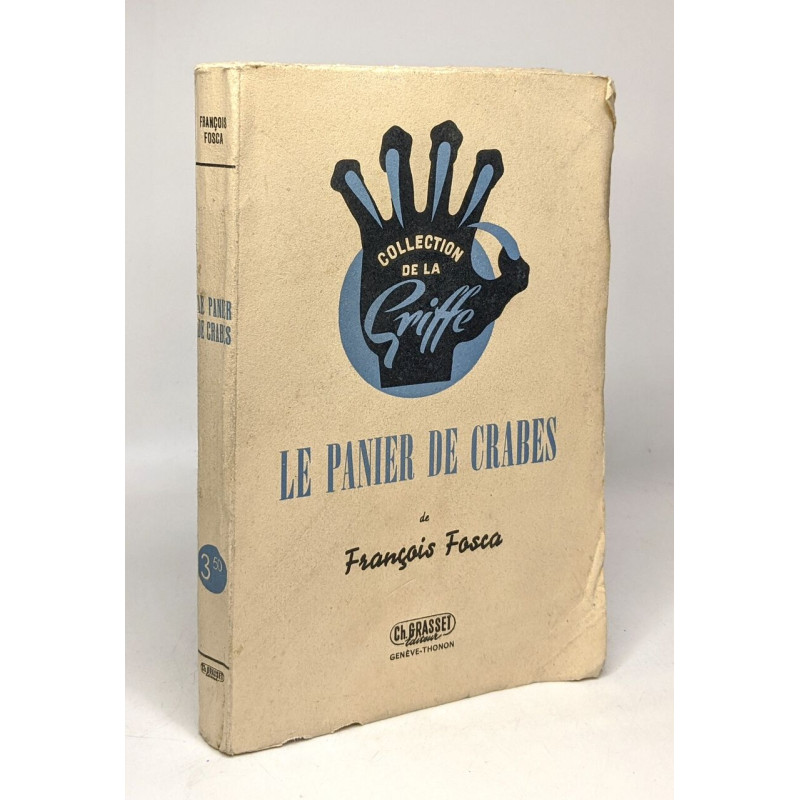 FRANÇOIS
FOSCA
LE PANIER
DE CRABES
3 50
COLLECTION
DE LA
Griffe
LE PANIER DE CRABES
de
François Fosca
Ch. GRASSET
éditeur
GENÈVE-THONON